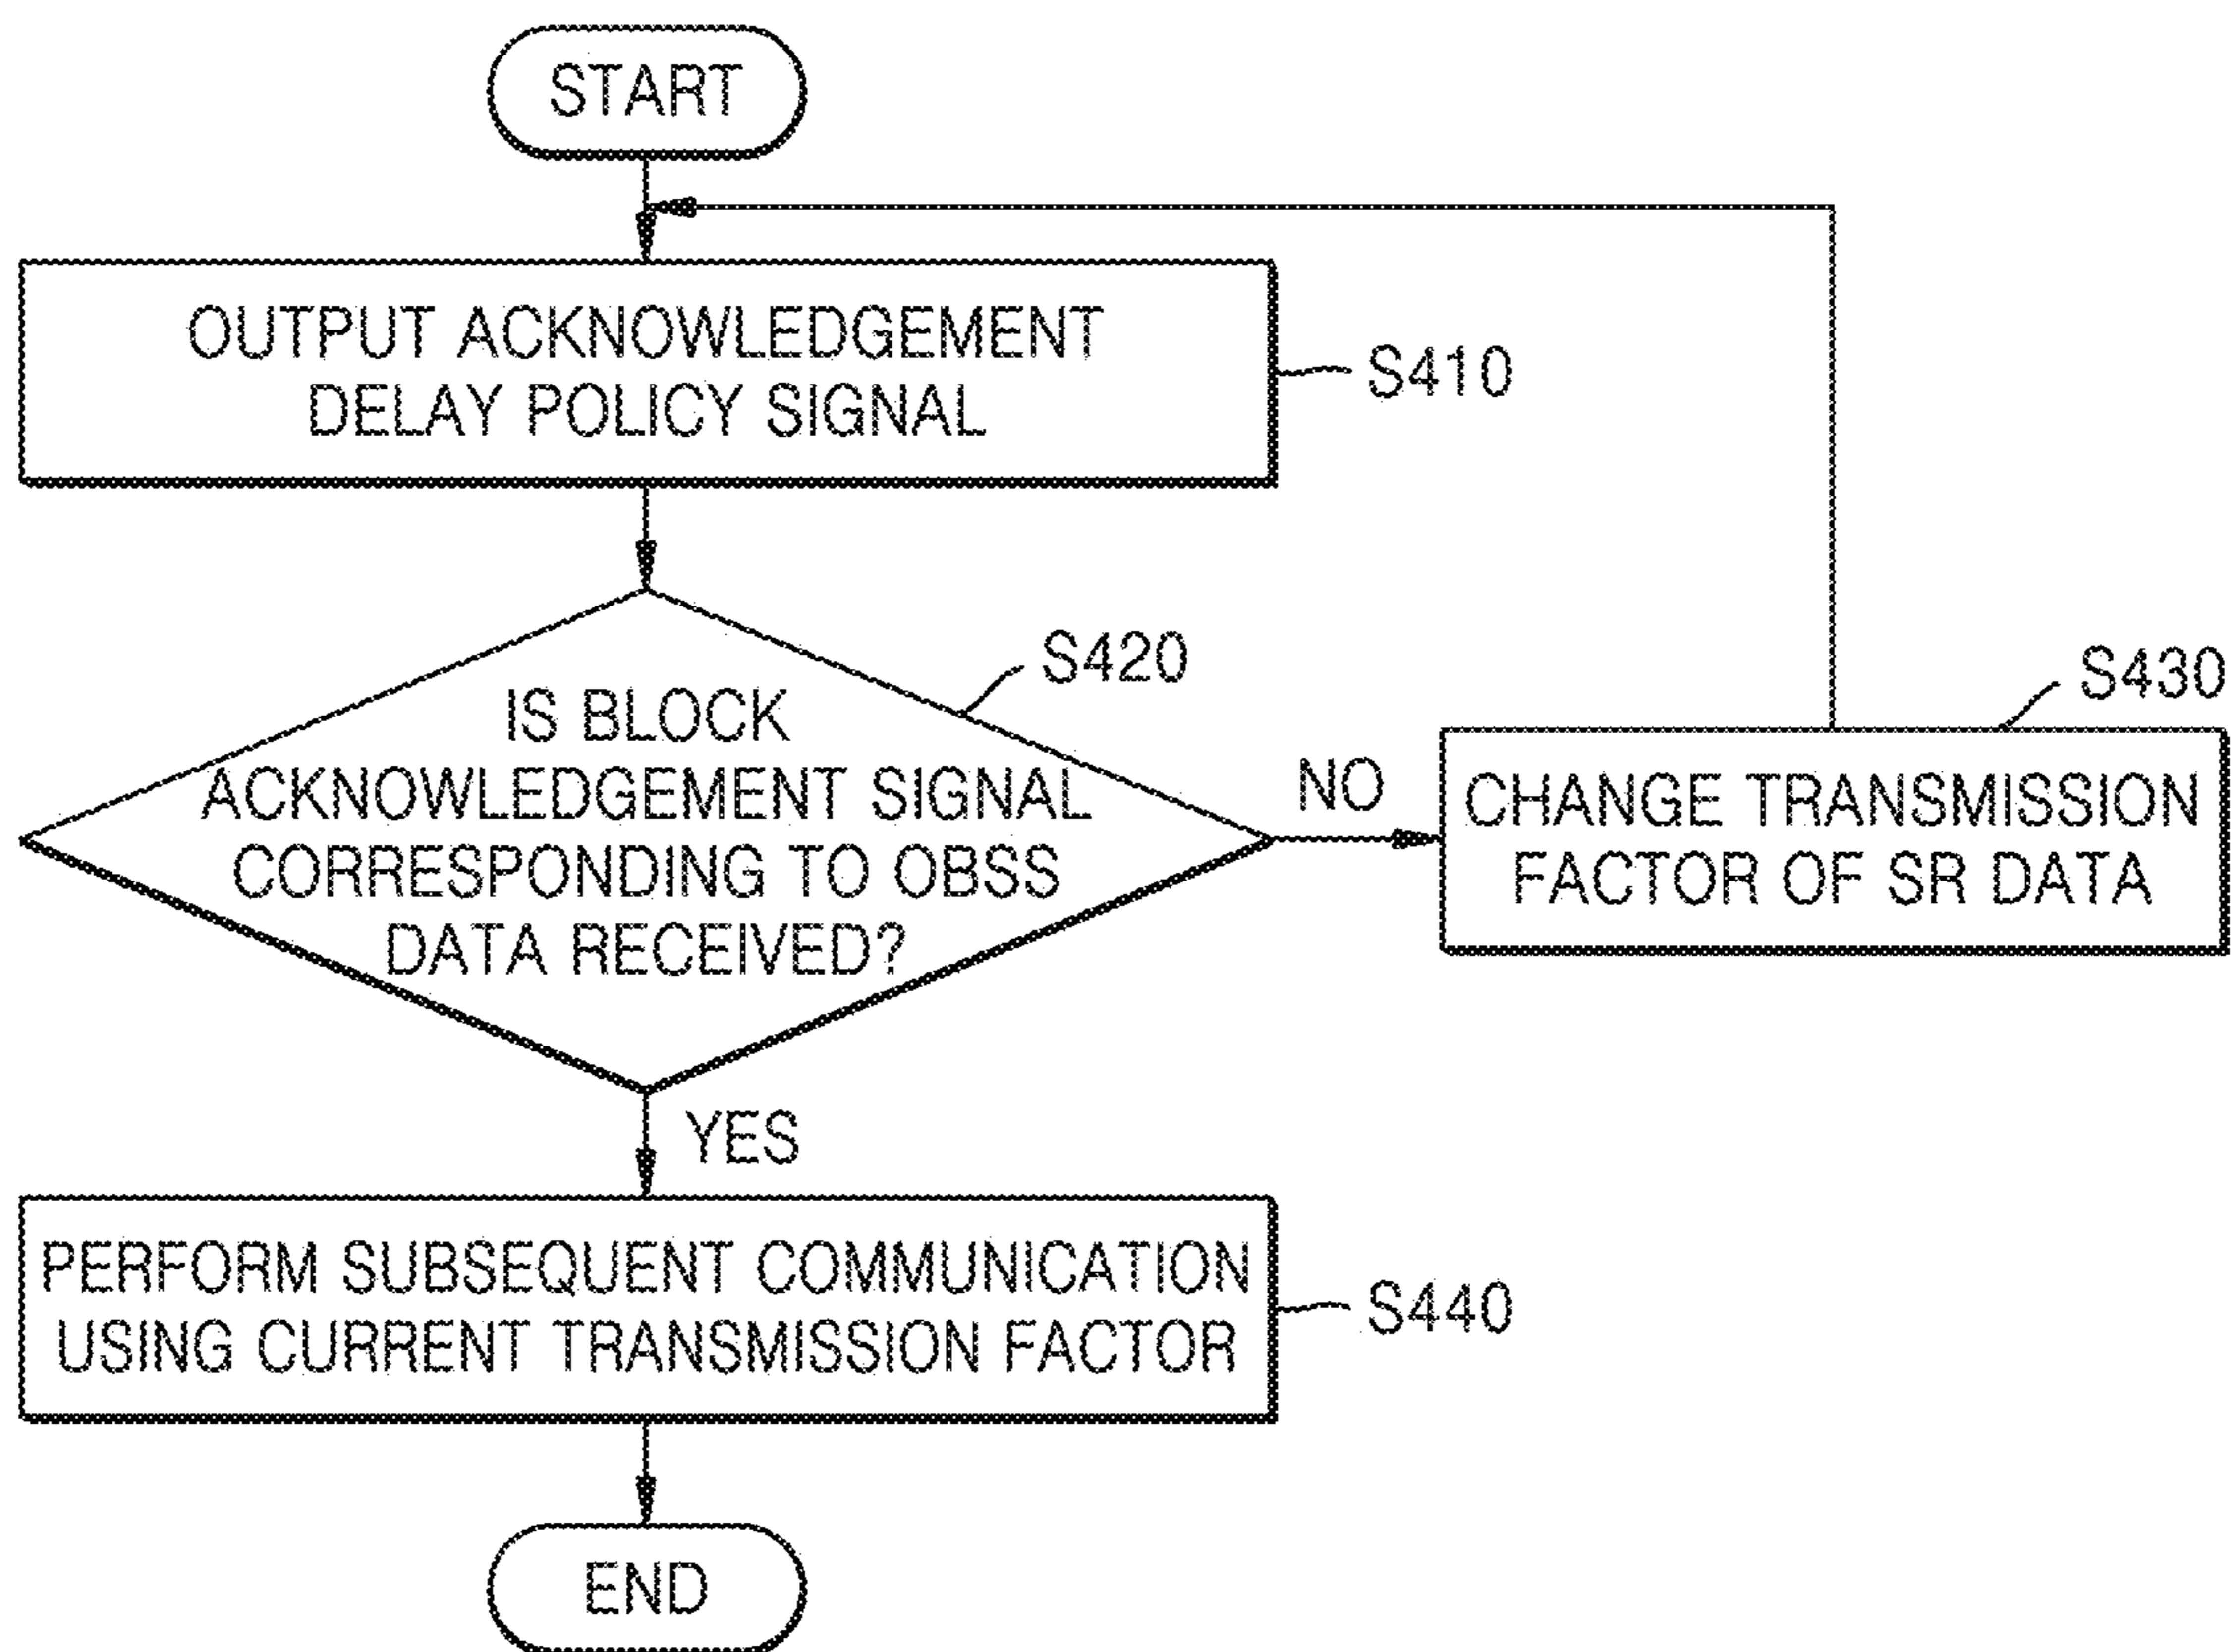 START
OUTPUT ACKNOWLEDGEMENT
DELAY POLICY SIGNAL
S410
S420
IS BLOCK
ACKNOWLEDGEMENT SIGNAL
CORRESPONDING TO OBSS
DATA RECEIVED?
NO
S430
CHANGE TRANSMISSION
FACTOR OF SR DATA
YES
PERFORM SUBSEQUENT COMMUNICATION
USING CURRENT TRANSMISSION FACTOR
S440
END